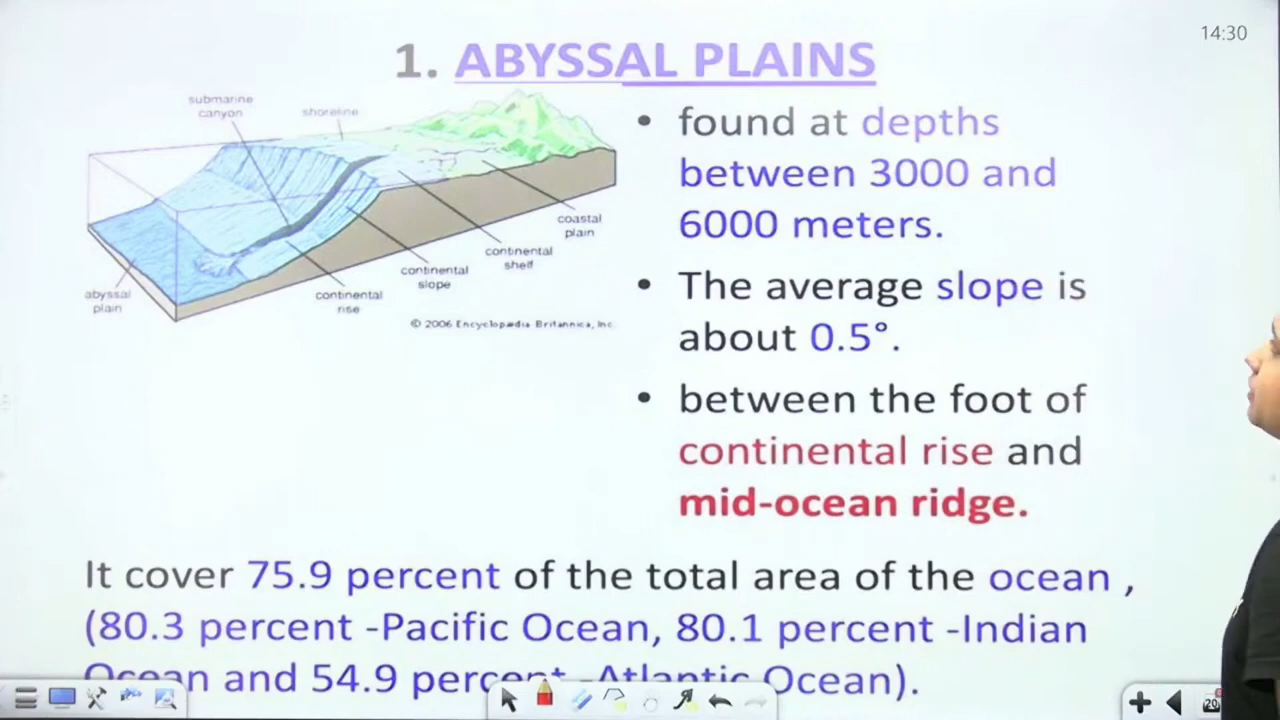 14:30
1. ABYSSAL PLAINS
submarine
canyon
shoreline
coastal
plain
continental
shelf
continental
slope
continental
rise
abyssal
plain
© 2006 Encyclopædia Britannica, Inc.
• found at depths
between 3000 and
6000 meters.
• The average slope is
about 0.5°.
• between the foot of
continental rise and
mid-ocean ridge.
It cover 75.9 percent of the total area of the ocean ,
(80.3 percent -Pacific Ocean, 80.1 percent -Indian
Ocean and 54.9 percent -Atlantic Ocean).
20